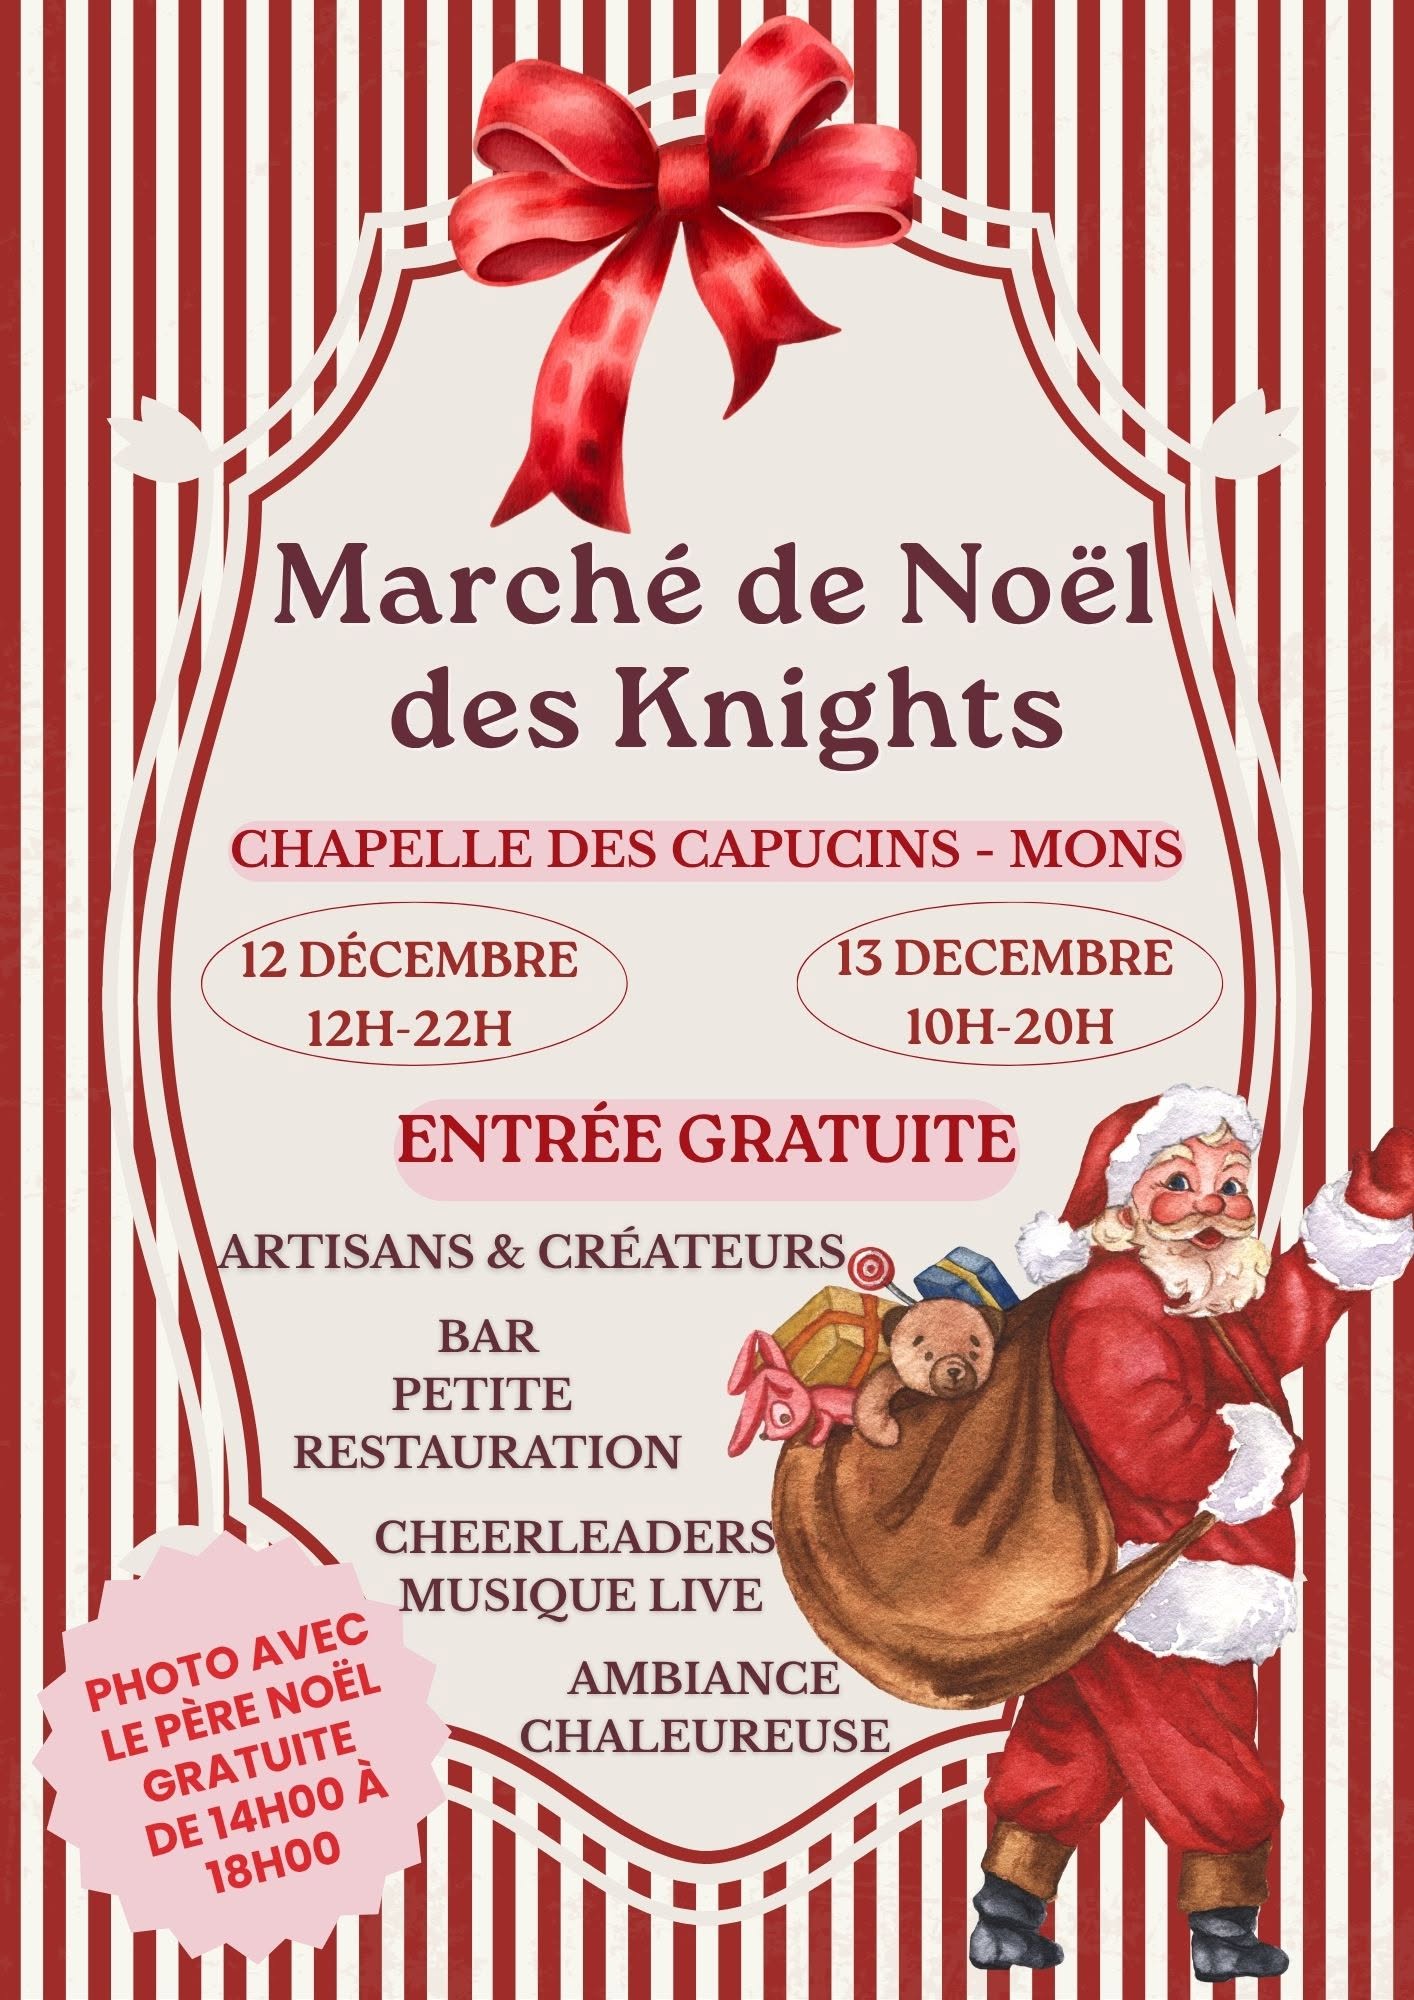 Marché de Noël
des Knights
CHAPELLE DES CAPUCINS - MONS
12 DÉCEMBRE
12H-22H
13 DECEMBRE
10H-20H
ENTRÉE GRATUITE
ARTISANS & CRÉATEURS
BAR
PETITE
RESTAURATION
CHEERLEADERS
MUSIQUE LIVE
AMBIANCE
CHALEUREUSE
PHOTO AVEC
LE PÈRE NOËL
GRATUITE
DE 14H00 À
18H00